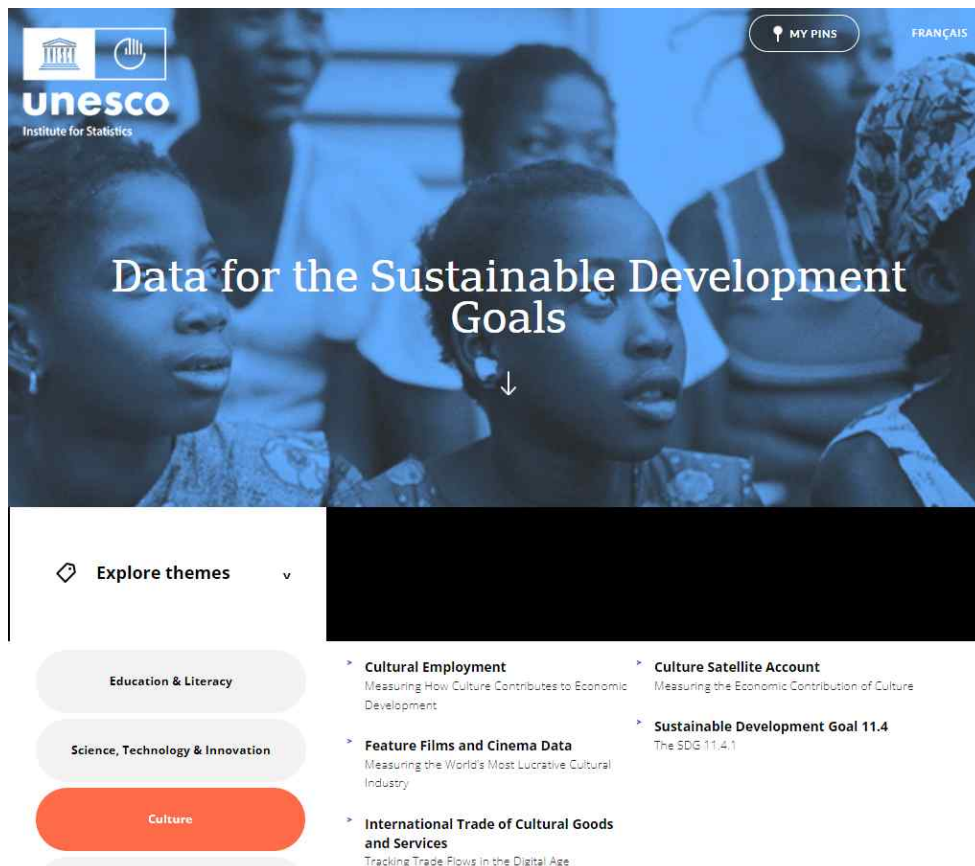 MY PINS
FRANÇAIS
unesco
Institute for Statistics
Data for the Sustainable Development
Goals
Explore themes
Education & Literacy
Science, Technology & Innovation
Culture
Cultural Employment
Measuring How Culture Contributes to Economic
Development
Feature Films and Cinema Data
Measuring the World's Most Lucrative Cultural
Industry
International Trade of Cultural Goods
and Services
Tracking Trade Flows in the Digital Age
Culture Satellite Account
Measuring the Economic Contribution of Culture
Sustainable Development Goal 11.4
The SDG 11.4.1